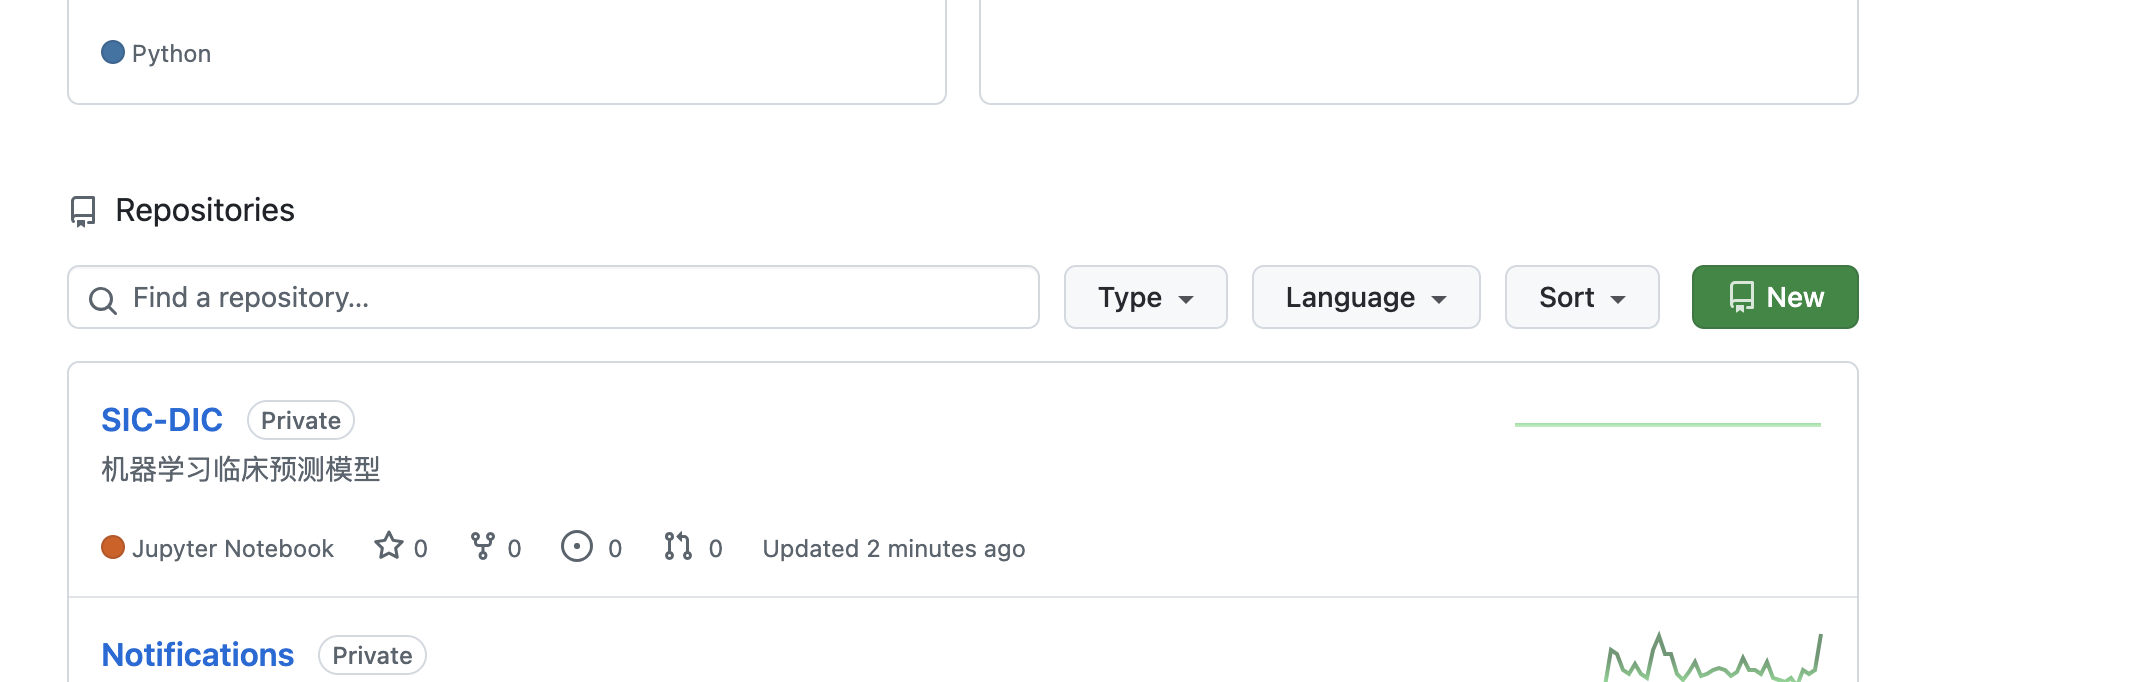 Python
Repositories
Find a repository...
Type
Language
Sort
New
SIC-DIC Private
机器学习临床预测模型
Jupyter Notebook 0 0 0 0 Updated 2 minutes ago
Notifications Private